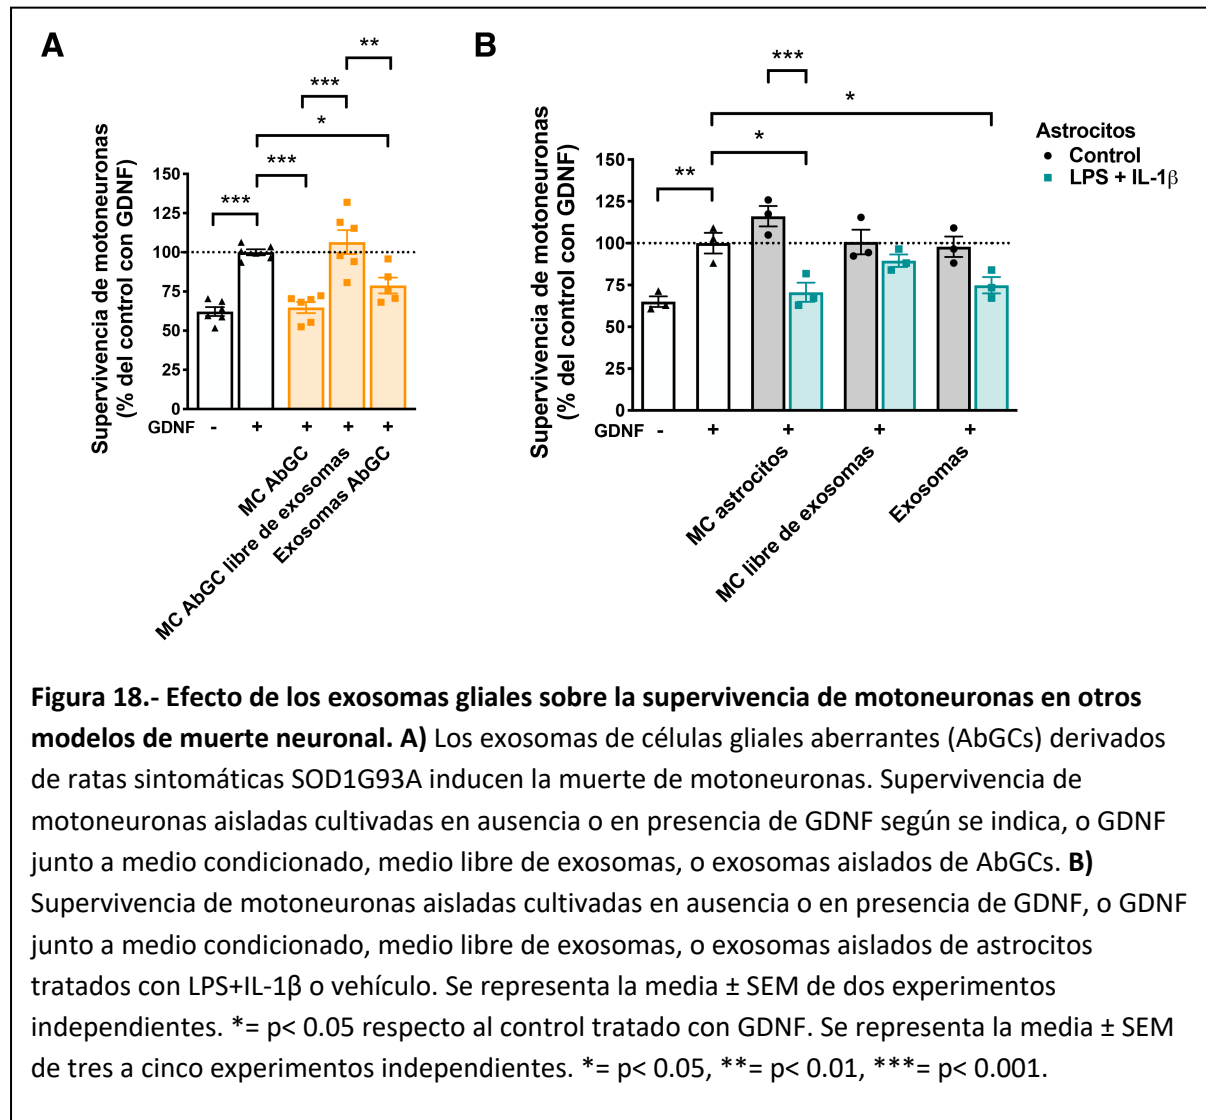 A
B
***
***
*
***
**
Supervivencia de motoneuronas
(% del control con GDNF)
150
125
100
75
50
25
0
GDNF - + + + +
MC AbGC
MC AbGC libre de exosomas
Exosomas AbGC
***
*
*
**
Supervivencia de motoneuronas
(% del control con GDNF)
150
125
100
75
50
25
0
GDNF - + + + +
MC astrocitos
MC libre de exosomas
Exosomas
Astrocitos
Control
LPS + IL-1β
Figura 18.- Efecto de los exosomas gliales sobre la supervivencia de motoneuronas en otros
modelos de muerte neuronal. A) Los exosomas de células gliales aberrantes (AbGCs) derivados
de ratas sintomáticas SOD1G93A inducen la muerte de motoneuronas. Supervivencia de
motoneuronas aisladas cultivadas en ausencia o en presencia de GDNF según se indica, o GDNF
junto a medio condicionado, medio libre de exosomas, o exosomas aislados de AbGCs. B)
Supervivencia de motoneuronas aisladas cultivadas en ausencia o en presencia de GDNF, o GDNF
junto a medio condicionado, medio libre de exosomas, o exosomas aislados de astrocitos
tratados con LPS+IL-1β o vehículo. Se representa la media ± SEM de dos experimentos
independientes. *= p< 0.05 respecto al control tratado con GDNF. Se representa la media ± SEM
de tres a cinco experimentos independientes. *= p< 0.05, **= p< 0.01, ***= p< 0.001.